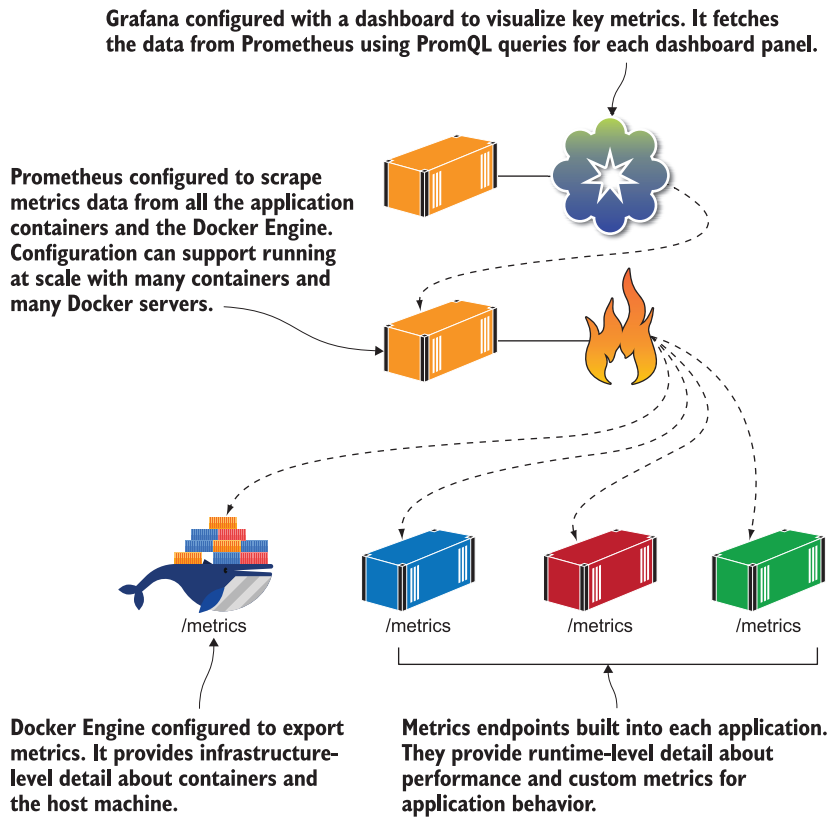 Grafana configured with a dashboard to visualize key metrics. It fetches
the data from Prometheus using PromQL queries for each dashboard panel.
Prometheus configured to scrape
metrics data from all the application
containers and the Docker Engine.
Configuration can support running
at scale with many containers and
many Docker servers.
/metrics
/metrics
/metrics
/metrics
Docker Engine configured to export
metrics. It provides infrastructure-
level detail about containers and
the host machine.
Metrics endpoints built into each application.
They provide runtime-level detail about
performance and custom metrics for
application behavior.